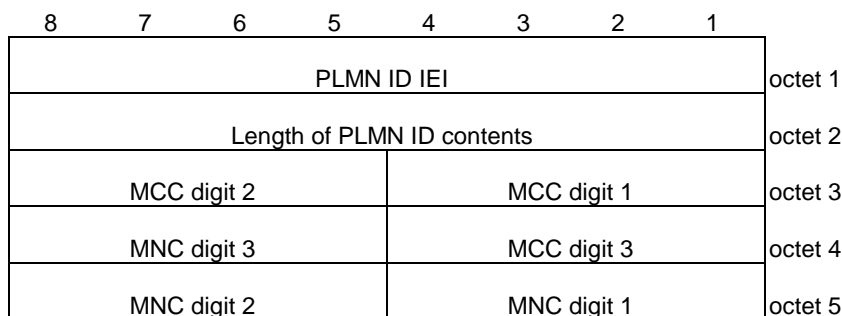 8 7 6 5 4 3 2 1
PLMN ID IEI octet 1
Length of PLMN ID contents octet 2
MCC digit 2 MCC digit 1 octet 3
MNC digit 3 MCC digit 3 octet 4
MNC digit 2 MNC digit 1 octet 5